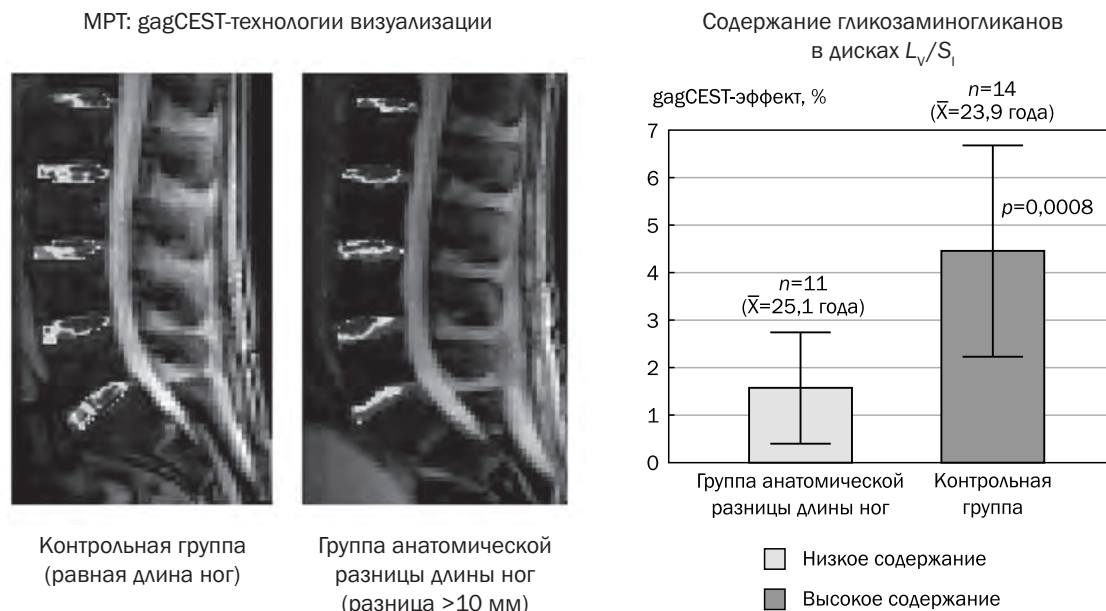 МРТ: gagCEST-технологии визуализации
Контрольная группа
(равная длина ног)
Группа анатомической
разницы длины ног
(разница >10 мм)
Содержание гликозаминогликанов
в дисках L_V/S_I
gagCEST-эффект, %
n=14
(X̅=23,9 года)
7
6
5
4
3
2
1
0
p=0,0008
n=11
(X̅=25,1 года)
Группа анатомической
разницы длины ног
Контрольная
группа
Низкое содержание
Высокое содержание